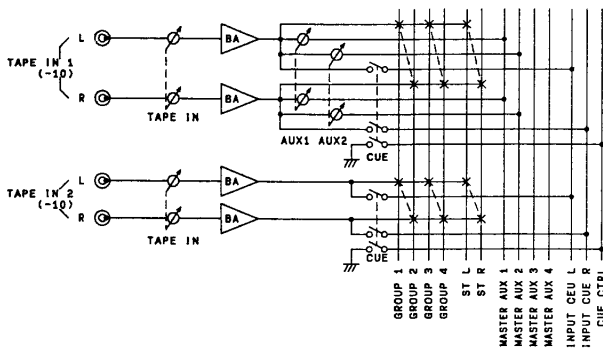 L
BA
TAPE IN 1
(-10)
R
BA
TAPE IN
AUX1 AUX2
CUE
L
BA
TAPE IN 2
(-10)
R
BA
TAPE IN
CUE
GROUP 1
GROUP 2
GROUP 3
GROUP 4
ST L
ST R
MASTER AUX 1
MASTER AUX 2
MASTER AUX 3
MASTER AUX 4
INPUT CEU L
INPUT CUE R
CUE CTRL